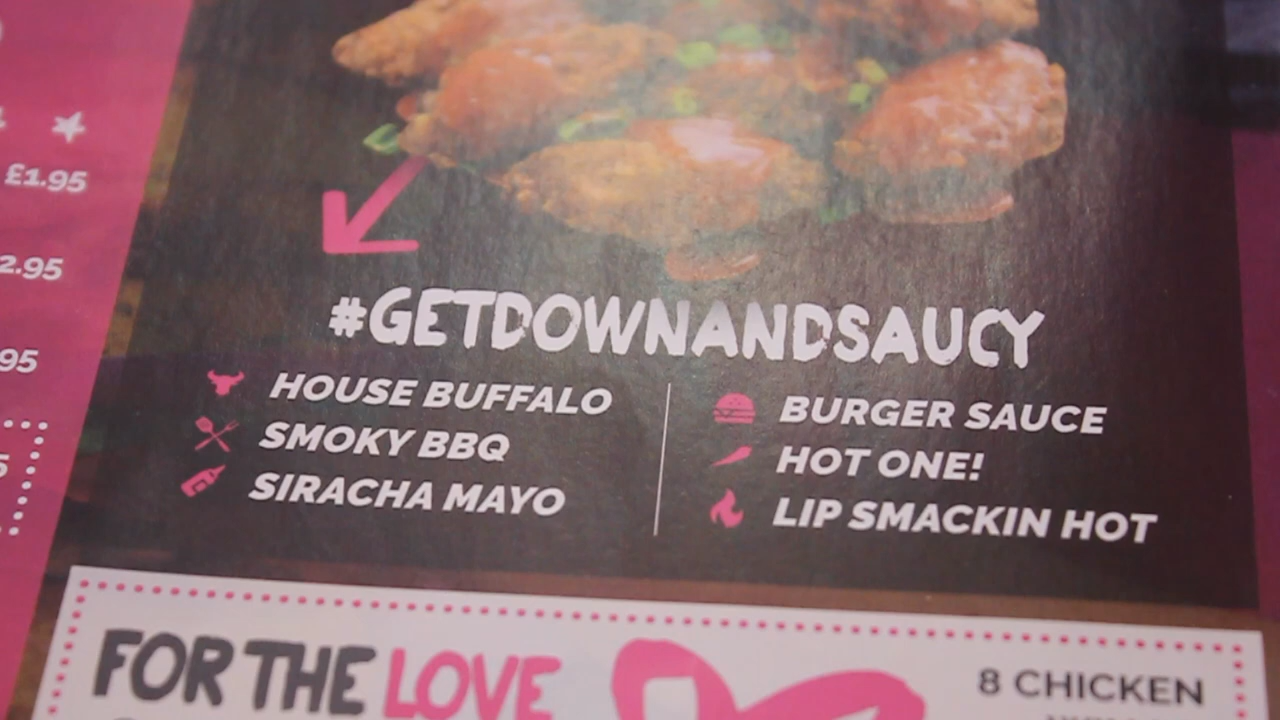 £1.95
2.95
95
#GETDOWNANDSAUCY
HOUSE BUFFALO
SMOKY BBQ
SIRACHA MAYO
BURGER SAUCE
HOT ONE!
LIP SMACKIN HOT
FOR THE LOVE
8 CHICKEN